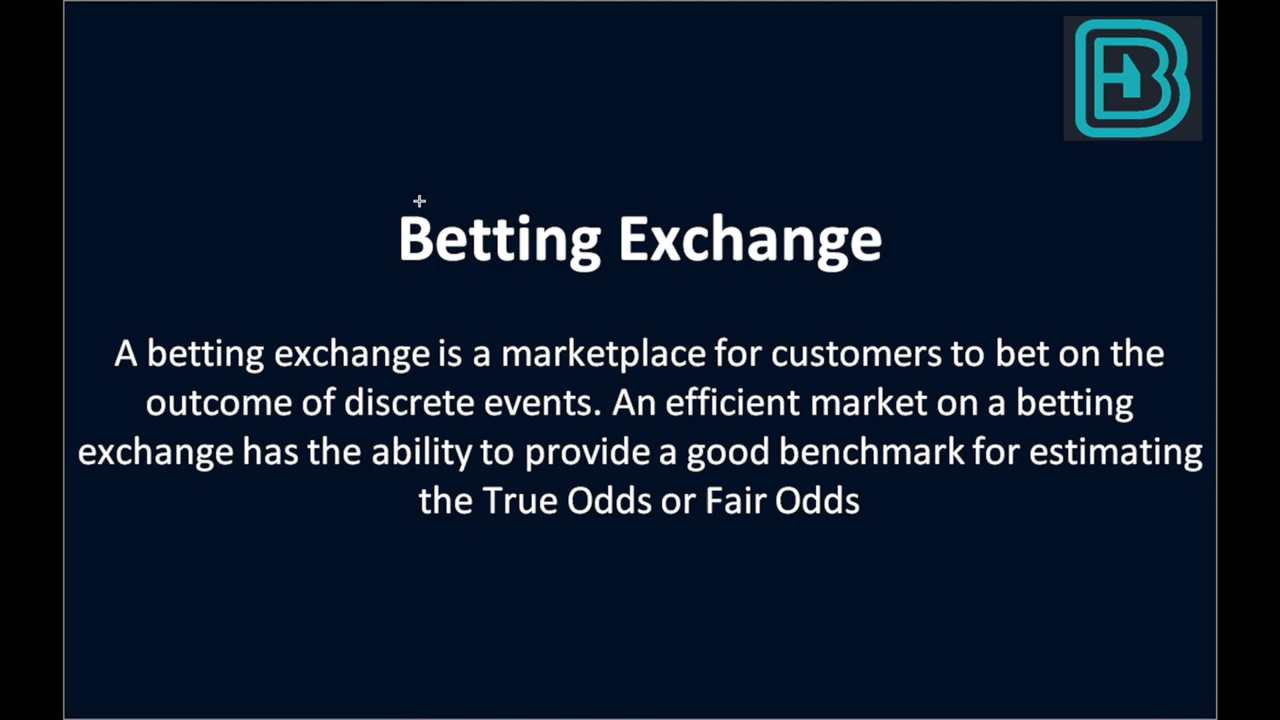 Betting Exchange
A betting exchange is a marketplace for customers to bet on the
outcome of discrete events. An efficient market on a betting
exchange has the ability to provide a good benchmark for estimating
the True Odds or Fair Odds